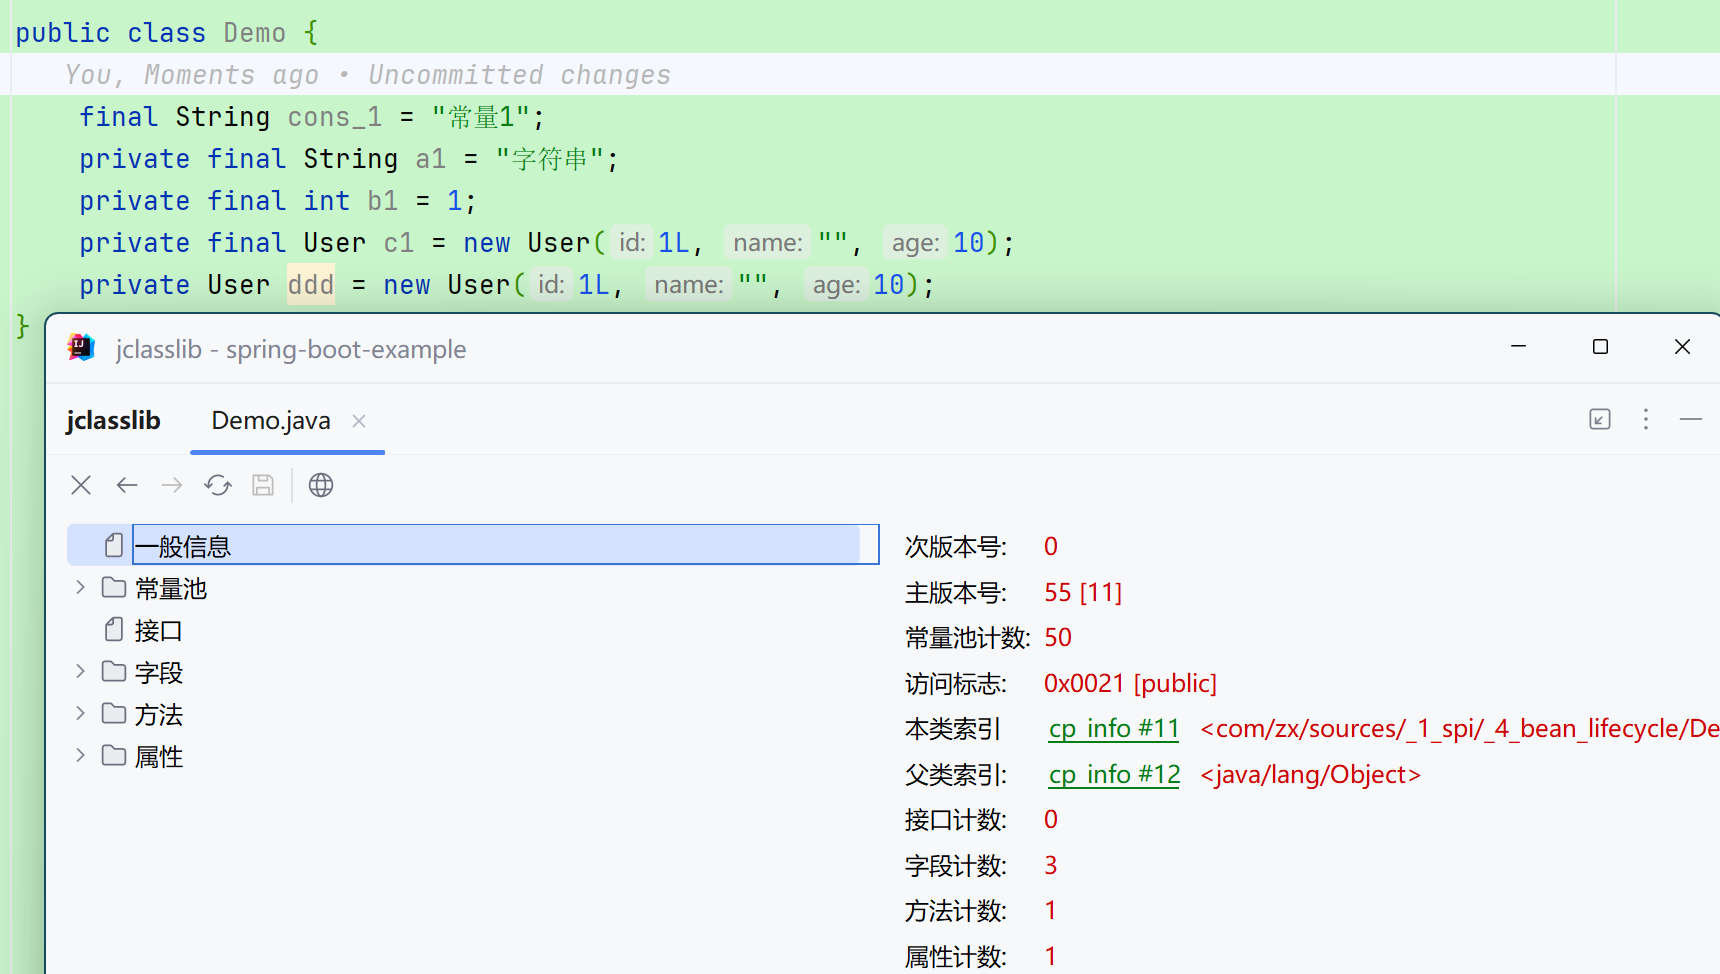 public class Demo {
You, Moments ago • Uncommitted changes
final String cons_1 = "常量1";
private final String a1 = "字符串";
private final int b1 = 1;
private final User c1 = new User( id: 1L, name: "", age: 10);
private User ddd = new User( id: 1L, name: "", age: 10);
}
jclasslib - spring-boot-example
jclasslib Demo.java
一般信息
常量池
接口
字段
方法
属性
次版本号: 0
主版本号: 55 [11]
常量池计数: 50
访问标志: 0x0021 [public]
本类索引 cp_info #11 <com/zx/sources/_1_spi/_4_bean_lifecycle/De
父类索引: cp_info #12 <java/lang/Object>
接口计数: 0
字段计数: 3
方法计数: 1
属性计数: 1